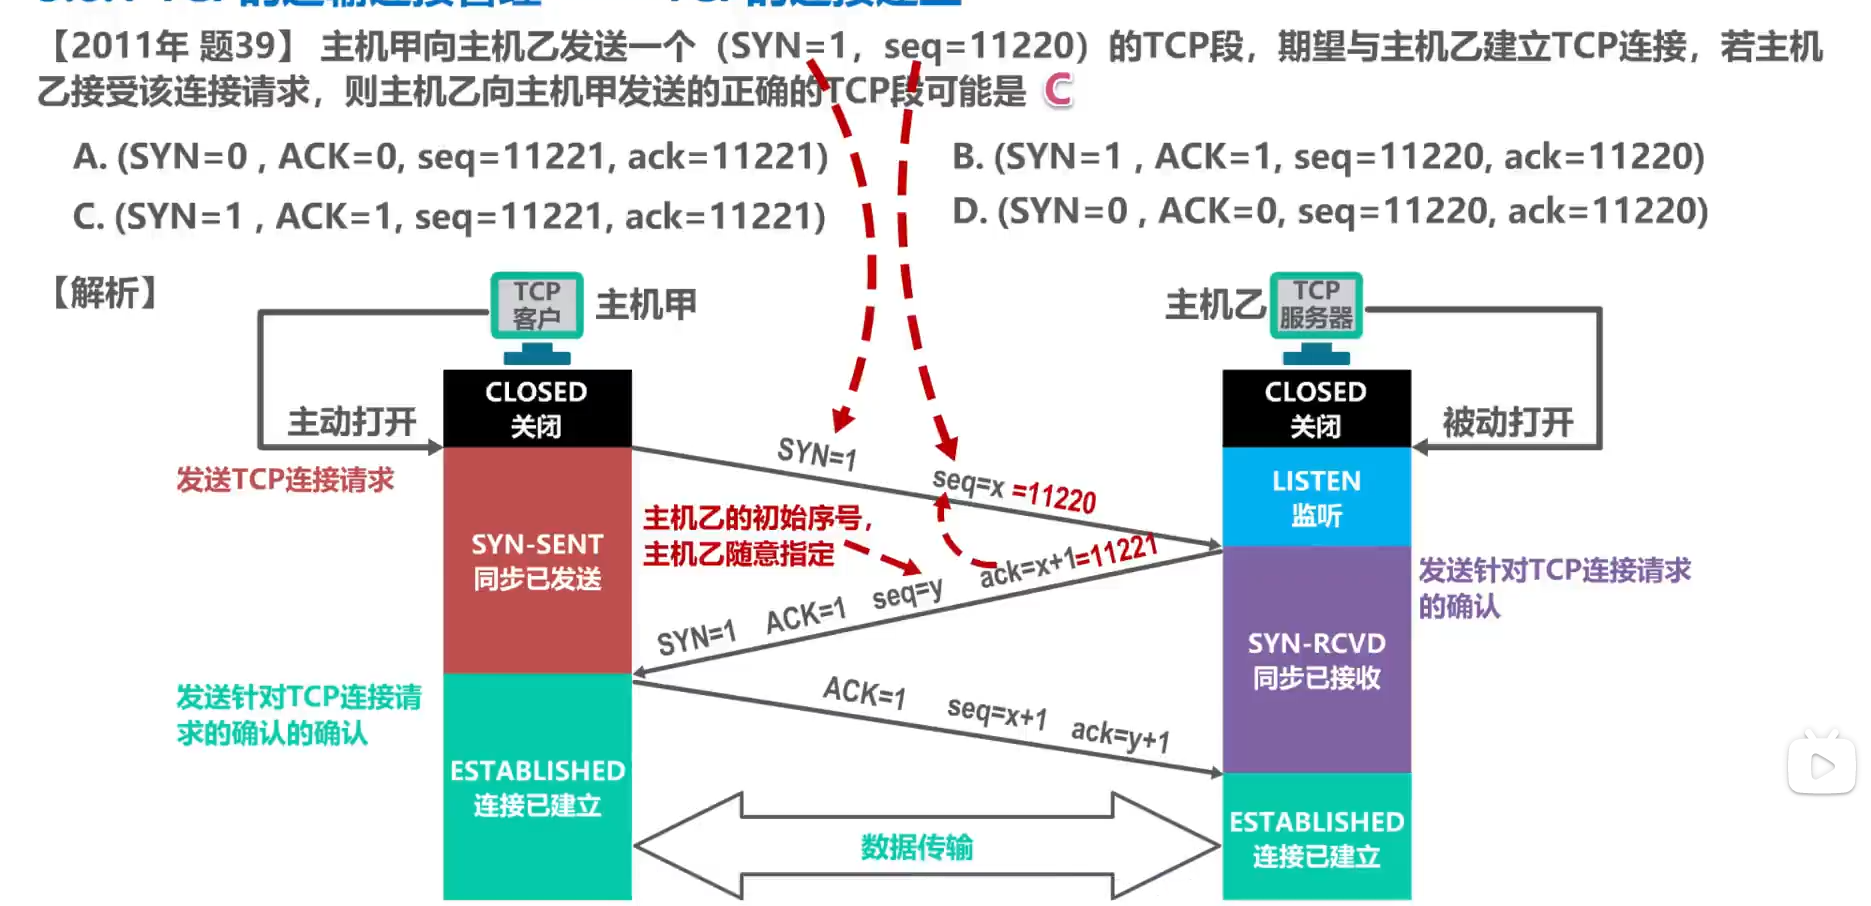 【2011年 题39】 主机甲向主机乙发送一个（SYN=1，seq=11220）的TCP段，期望与主机乙建立TCP连接，若主机
乙接受该连接请求，则主机乙向主机甲发送的正确的TCP段可能是 C
A. (SYN=0 , ACK=0, seq=11221, ack=11221)
B. (SYN=1 , ACK=1, seq=11220, ack=11220)
C. (SYN=1 , ACK=1, seq=11221, ack=11221)
D. (SYN=0 , ACK=0, seq=11220, ack=11220)
【解析】
TCP
客户
主机甲
主机乙
TCP
服务器
CLOSED
关闭
CLOSED
关闭
主动打开
被动打开
发送TCP连接请求
SYN=1
seq=x =11220
LISTEN
监听
主机乙的初始序号，
主机乙随意指定
SYN-SENT
同步已发送
SYN=1 ACK=1 seq=y ack=x+1=11221
发送针对TCP连接请求
的确认
SYN-RCVD
同步已接收
发送针对TCP连接请
求的确认的确认
ACK=1 seq=x+1 ack=y+1
ESTABLISHED
连接已建立
ESTABLISHED
连接已建立
数据传输